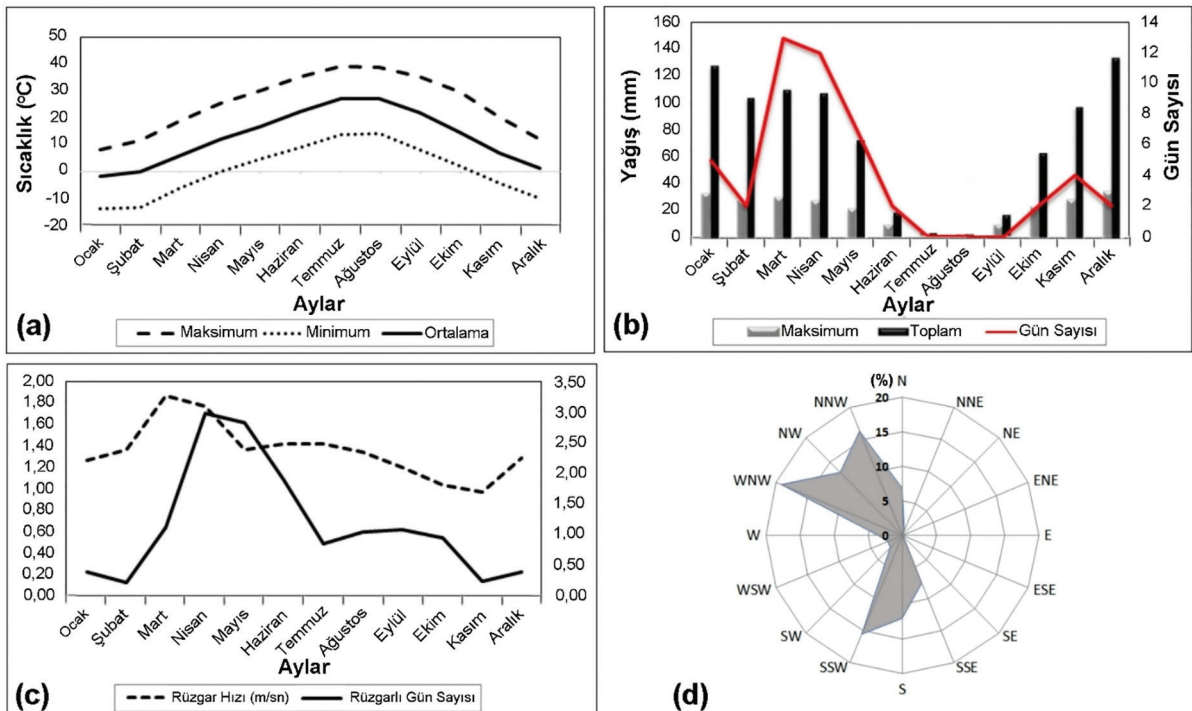 Sıcaklık (°C)
50
40
30
20
10
0
-10
-20
Ocak
Şubat
Mart
Nisan
Mayıs
Haziran
Temmuz
Ağustos
Eylül
Ekim
Kasım
Aralık
Aylar
(a)
Maksimum Minimum Ortalama
Yağış (mm)
160
140
120
100
80
60
40
20
0
14
12
10
8
6
4
2
0
Gün Sayısı
Ocak
Şubat
Mart
Nisan
Mayıs
Haziran
Temmuz
Ağustos
Eylül
Ekim
Kasım
Aralık
Aylar
(b)
Maksimum Toplam Gün Sayısı
2,00
1,80
1,60
1,40
1,20
1,00
0,80
0,60
0,40
0,20
0,00
3,50
3,00
2,50
2,00
1,50
1,00
0,50
0,00
Ocak
Şubat
Mart
Nisan
Mayıs
Haziran
Temmuz
Ağustos
Eylül
Ekim
Kasım
Aralık
Aylar
(c)
Rüzgar Hızı (m/sn) Rüzgarlı Gün Sayısı
(%) N
20
15
10
5
0
NNE
NE
ENE
E
ESE
SE
SSE
S
SSW
SW
WSW
W
WNW
NW
NNW
(d)